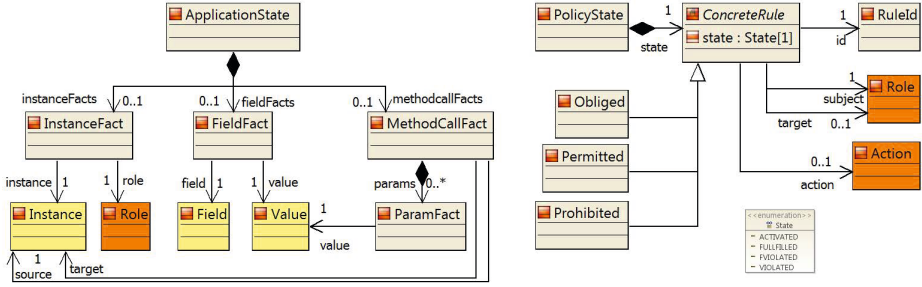 ApplicationState
instanceFacts
0..1
0..1
fieldFacts
0..1
methodcallFacts
InstanceFact
FieldFact
MethodCallFact
instance
1
1
role
field
1
1
value
params
0..*
Instance
Role
Field
Value
1
value
ParamFact
1
source
target
PolicyState
1
state
ConcreteRule
state : State[1]
1
id
RuleId
Obliged
Permitted
Prohibited
1
subject
target
0..1
Role
0..1
action
Action
<<enumeration>>
State
ACTIVATED
FULLFILLED
FVIOLATED
VIOLATED